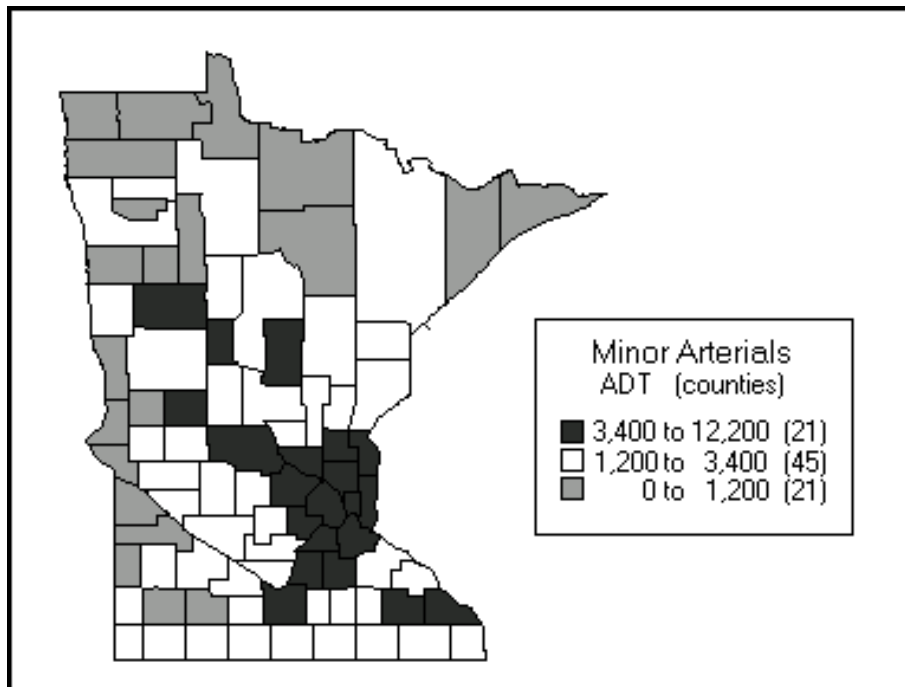 Minor Arterials
ADT (counties)
3,400 to 12,200 (21)
1,200 to 3,400 (45)
0 to 1,200 (21)